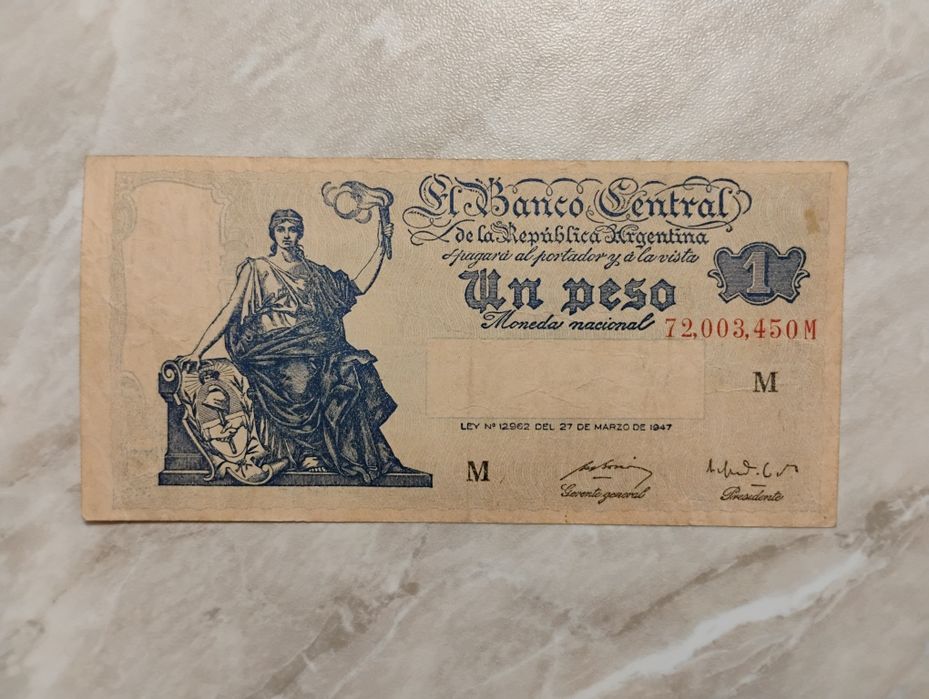 El Banco Central
de la República Argentina
pagará al portador y á la vista
Un peso
1
Moneda nacional
72,003,450M
M
LEY Nº 12962 DEL 27 DE MARZO DE 1947
M
Gerente general
Presidente